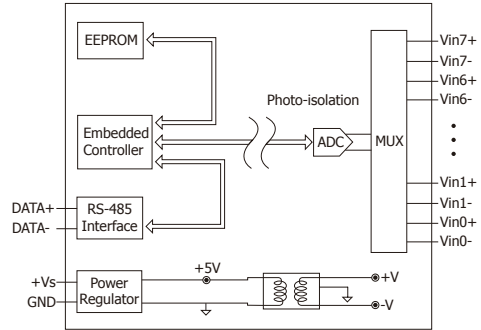 EEPROM
Vin7+
Vin7-
Vin6+
Vin6-
Photo-isolation
Embedded
Controller
ADC
MUX
Vin1+
Vin1-
Vin0+
Vin0-
DATA+
DATA-
RS-485
Interface
+Vs
GND
Power
Regulator
+5V
+V
-V